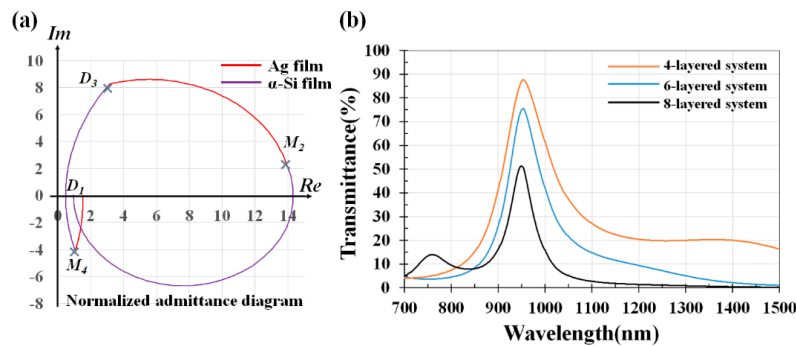 (a)
Im
10
8
6
4
2
0
-2
-4
-6
-8
0 2 4 6 8 10 12 14
Re
D3
M2
D1
M4
Ag film
α-Si film
Normalized admittance diagram
(b)
Transmittance(%)
100
90
80
70
60
50
40
30
20
10
0
700 800 900 1000 1100 1200 1300 1400 1500
Wavelength(nm)
4-layered system
6-layered system
8-layered system